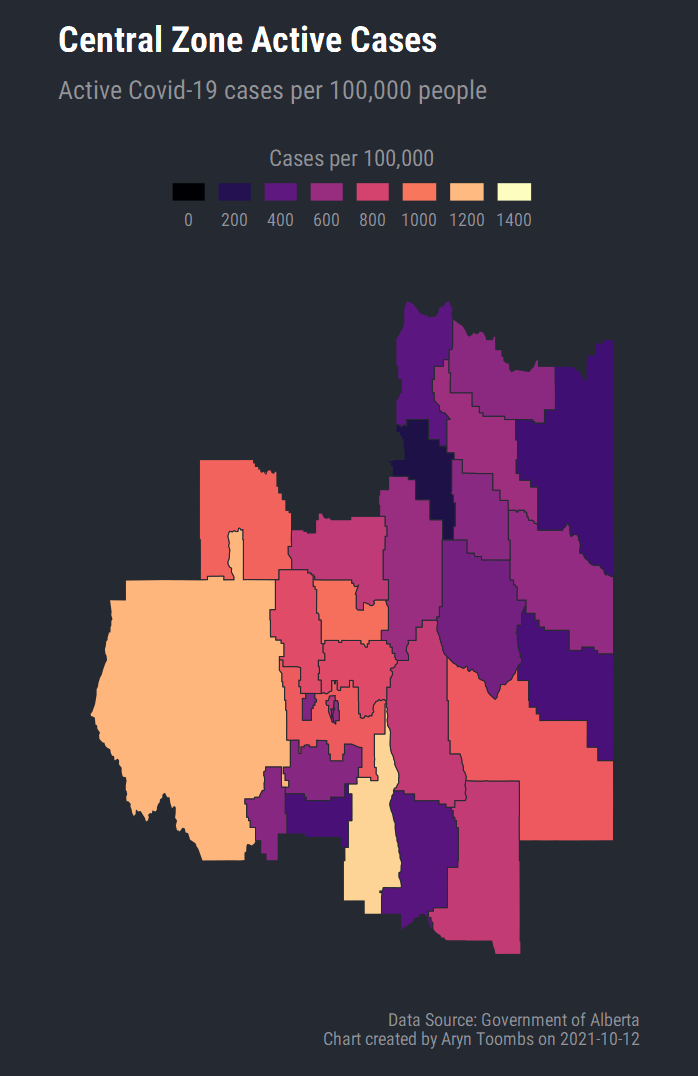 Central Zone Active Cases
Active Covid-19 cases per 100,000 people
Cases per 100,000
0 200 400 600 800 1000 1200 1400
Data Source: Government of Alberta
Chart created by Aryn Toombs on 2021-10-12